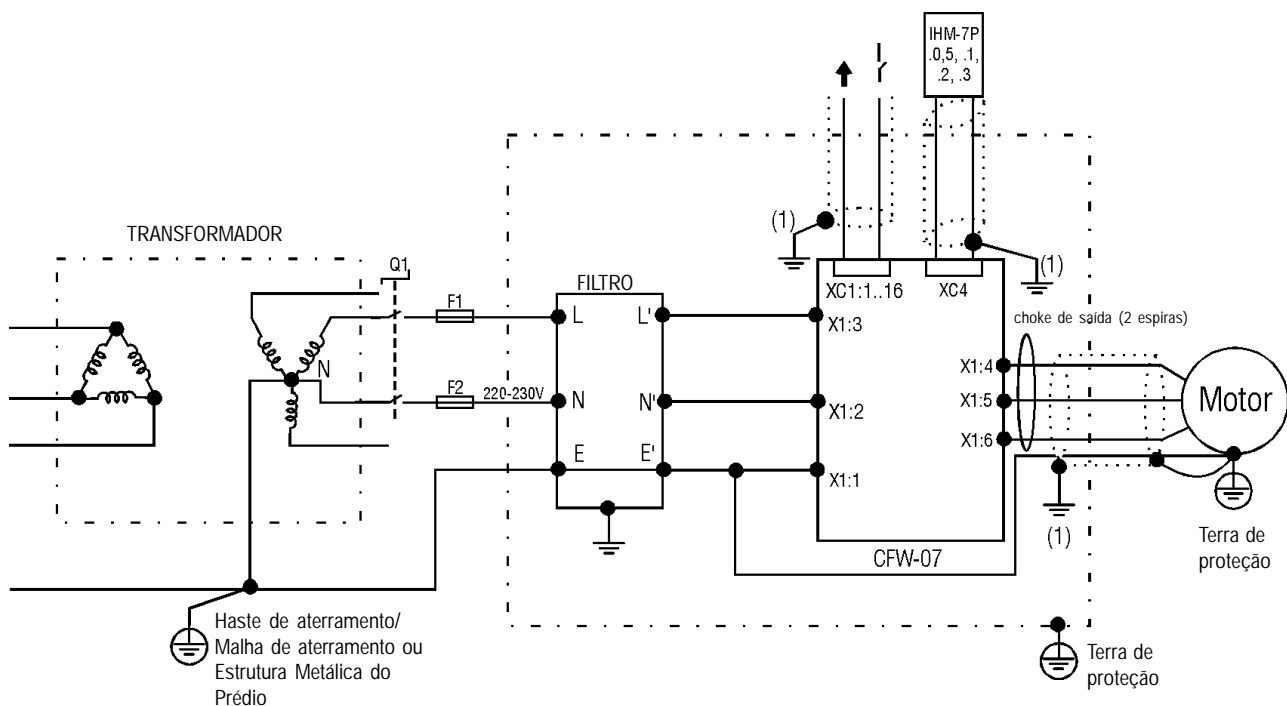 IHM-7P
.0,5, .1,
.2, .3
(1)
TRANSFORMADOR
Q1
FILTRO
XC1:1..16
XC4
(1)
F1
L
L'
X1:3
choke de saída (2 espiras)
N
X1:4
F2
220-230V
N
N'
X1:2
X1:5
Motor
X1:6
E
E'
X1:1
(1)
CFW-07
Terra de
proteção
Haste de aterramento/
Malha de aterramento ou
Estrutura Metálica do
Prédio
Terra de
proteção